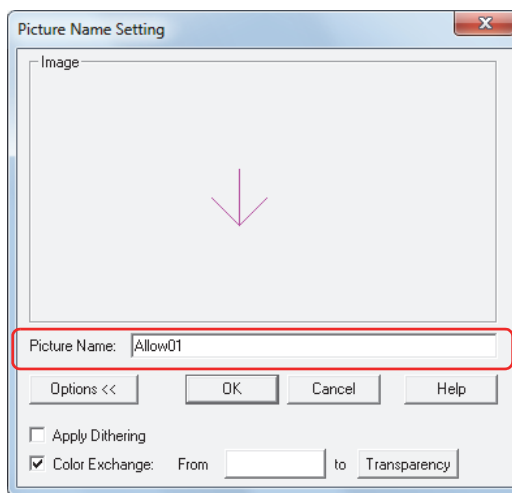 Picture Name Setting
Image
Picture Name: Allow01
Options << OK Cancel Help
Apply Dithering
Color Exchange: From to Transparency